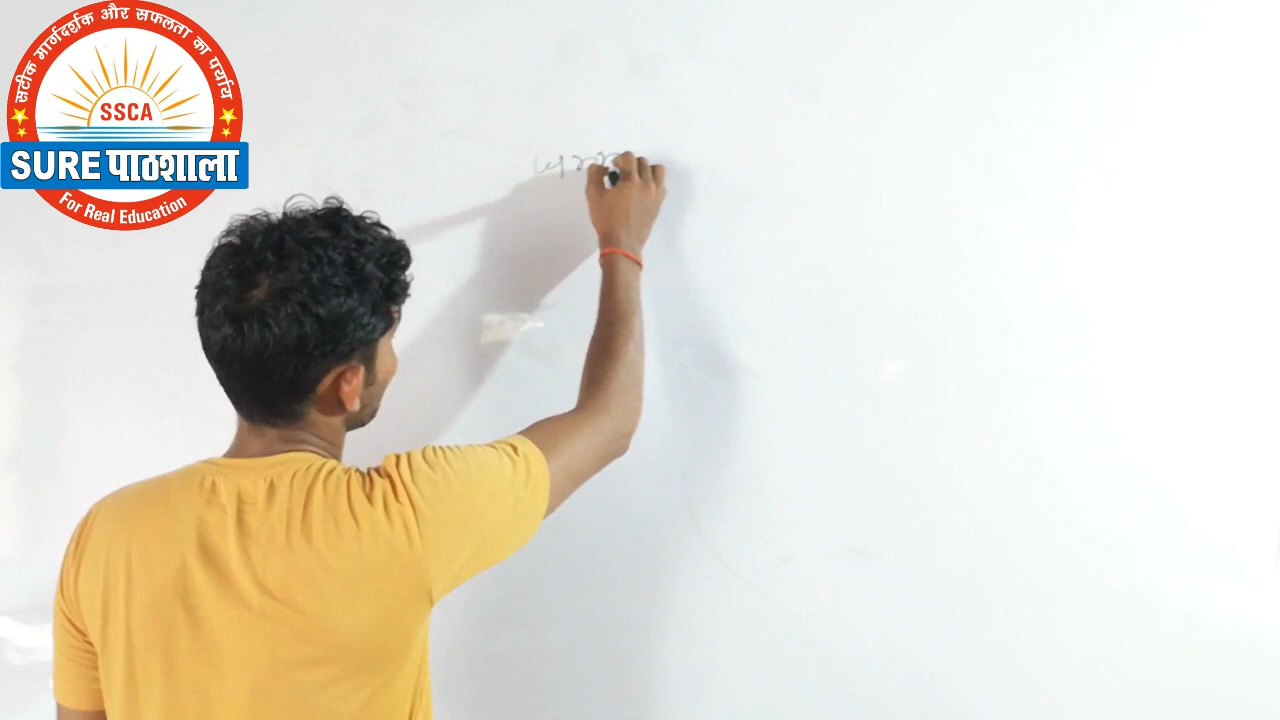 सटीक मार्गदर्शक और सफलता का पर्याय
SSCA
SURE पाठशाला
For Real Education